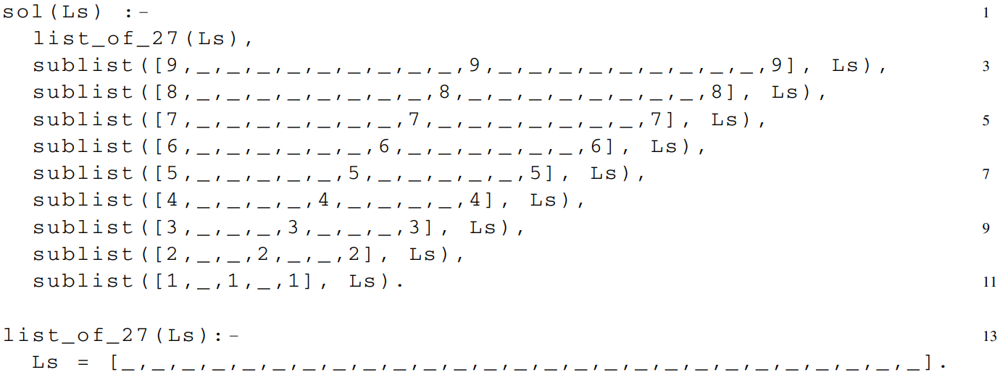 sol(Ls) :- 1
list_of_27(Ls),
sublist([9,_,_,_,_,_,_,_,_,_,9,_,_,_,_,_,_,_,_,_,9], Ls), 3
sublist([8,_,_,_,_,_,_,_,_,8,_,_,_,_,_,_,_,_,8], Ls),
sublist([7,_,_,_,_,_,_,_,7,_,_,_,_,_,_,_,7], Ls), 5
sublist([6,_,_,_,_,_,_,6,_,_,_,_,_,_,6], Ls),
sublist([5,_,_,_,_,_,5,_,_,_,_,_,5], Ls), 7
sublist([4,_,_,_,_,4,_,_,_,_,4], Ls),
sublist([3,_,_,_,3,_,_,_,3], Ls), 9
sublist([2,_,_,2,_,_,2], Ls),
sublist([1,_,1,_,1], Ls). 11
list_of_27(Ls):- 13
Ls = [_,_,_,_,_,_,_,_,_,_,_,_,_,_,_,_,_,_,_,_,_,_,_,_,_,_,_].